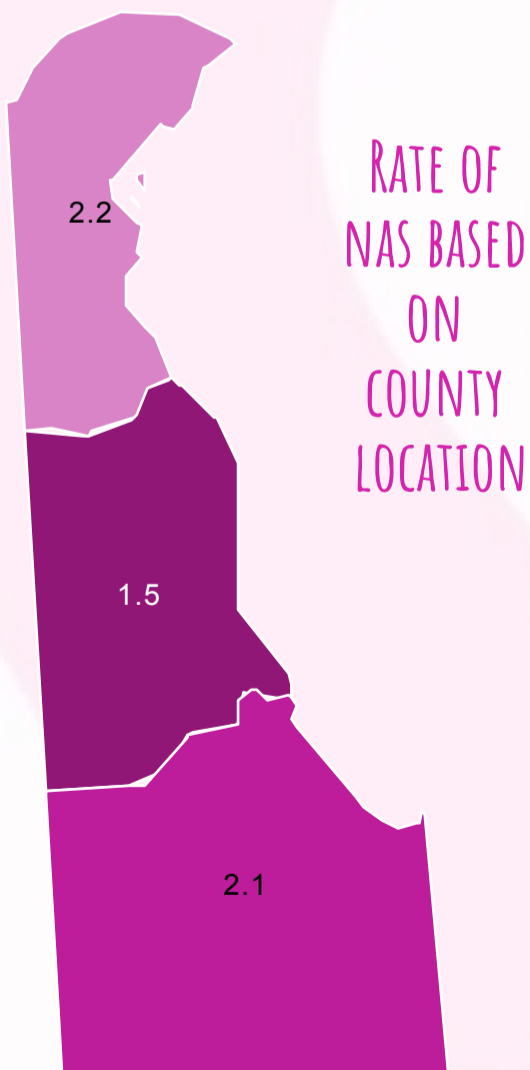 RATE OF
NAS BASED
ON
COUNTY
LOCATION
2.2
1.5
2.1